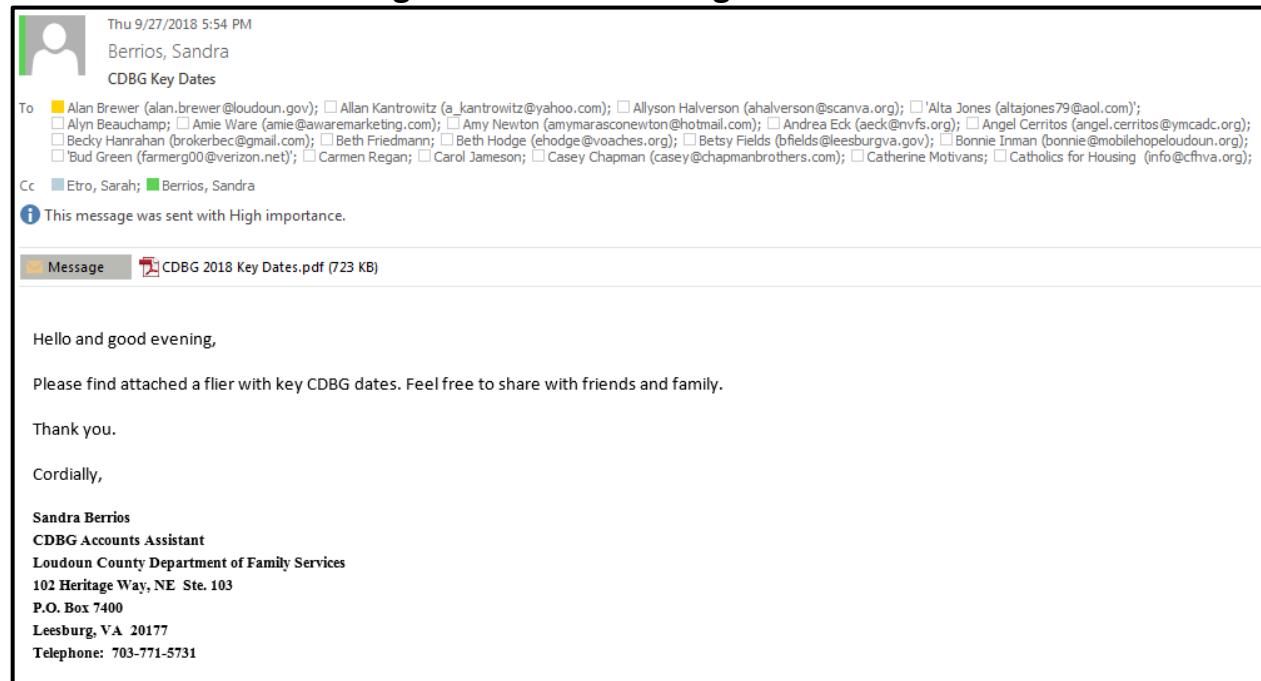 Thu 9/27/2018 5:54 PM
Berrios, Sandra
CDBG Key Dates
To Alan Brewer (alan.brewer@loudoun.gov); Allan Kantrowitz (a_kantrowitz@yahoo.com); Allyson Halverson (ahalverson@scanva.org); 'Alta Jones (altajones79@aol.com)';
Alyn Beauchamp; Amie Ware (amie@awaremarketing.com); Amy Newton (amymarasconewton@hotmail.com); Andrea Eck (aeck@nvfs.org); Angel Cerritos (angel.cerritos@ymcadc.org);
Becky Hanrahan (brokerbec@gmail.com); Beth Friedmann; Beth Hodge (ehodge@voaches.org); Betsy Fields (bfields@leesburgva.gov); Bonnie Inman (bonnie@mobilehopeloudoun.org);
'Bud Green (farmerg00@verizon.net)'; Carmen Regan; Carol Jameson; Casey Chapman (casey@chapmanbrothers.com); Catherine Motivans; Catholics for Housing (info@cfhva.org);
Cc Etro, Sarah; Berrios, Sandra
This message was sent with High importance.
Message CDBG 2018 Key Dates.pdf (723 KB)
Hello and good evening,
Please find attached a flier with key CDBG dates. Feel free to share with friends and family.
Thank you.
Cordially,
Sandra Berrios
CDBG Accounts Assistant
Loudoun County Department of Family Services
102 Heritage Way, NE Ste. 103
P.O. Box 7400
Leesburg, VA 20177
Telephone: 703-771-5731